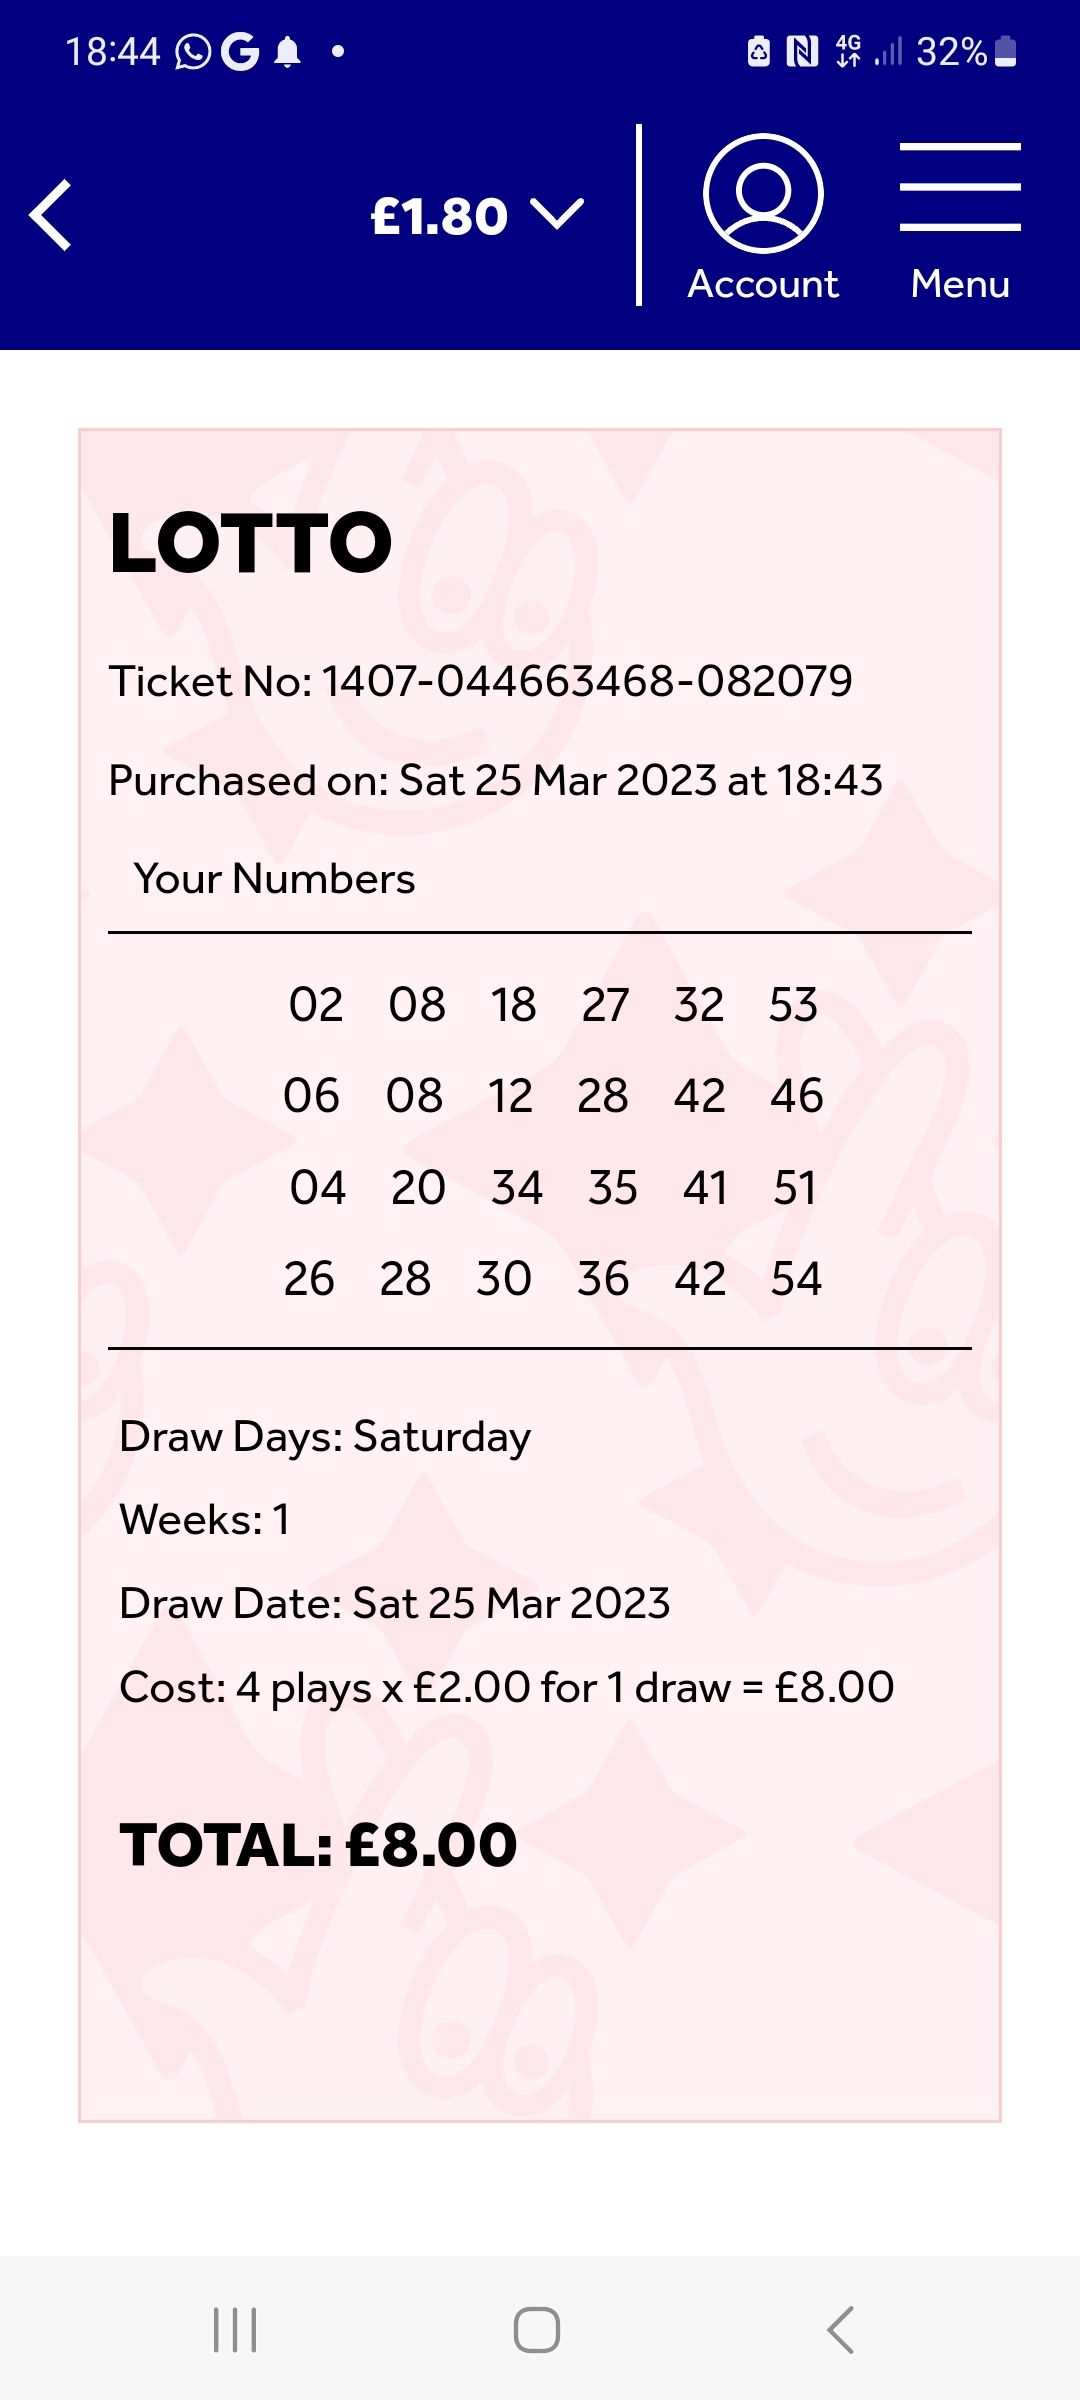 18:44 4G 32%
£1.80
Account Menu
LOTTO
Ticket No: 1407-044663468-082079
Purchased on: Sat 25 Mar 2023 at 18:43
Your Numbers
02 08 18 27 32 53
06 08 12 28 42 46
04 20 34 35 41 51
26 28 30 36 42 54
Draw Days: Saturday
Weeks: 1
Draw Date: Sat 25 Mar 2023
Cost: 4 plays x £2.00 for 1 draw = £8.00
TOTAL: £8.00